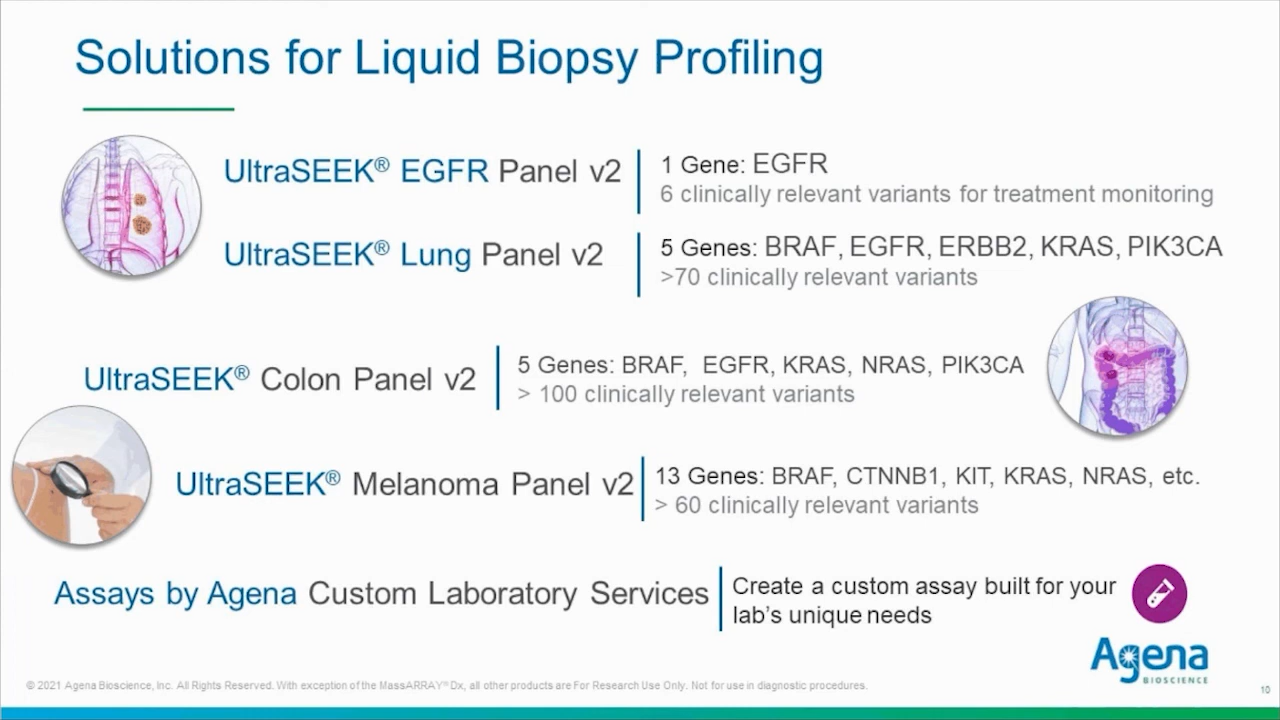 Solutions for Liquid Biopsy Profiling
UltraSEEK® EGFR Panel v2
1 Gene: EGFR
6 clinically relevant variants for treatment monitoring
UltraSEEK® Lung Panel v2
5 Genes: BRAF, EGFR, ERBB2, KRAS, PIK3CA
>70 clinically relevant variants
UltraSEEK® Colon Panel v2
5 Genes: BRAF, EGFR, KRAS, NRAS, PIK3CA
> 100 clinically relevant variants
UltraSEEK® Melanoma Panel v2
13 Genes: BRAF, CTNNB1, KIT, KRAS, NRAS, etc.
> 60 clinically relevant variants
Assays by Agena Custom Laboratory Services
Create a custom assay built for your
lab's unique needs
Agena
BIOSCIENCE
© 2021 Agena Bioscience, Inc. All Rights Reserved. With exception of the MassARRAY® Dx, all other products are For Research Use Only. Not for use in diagnostic procedures.
10